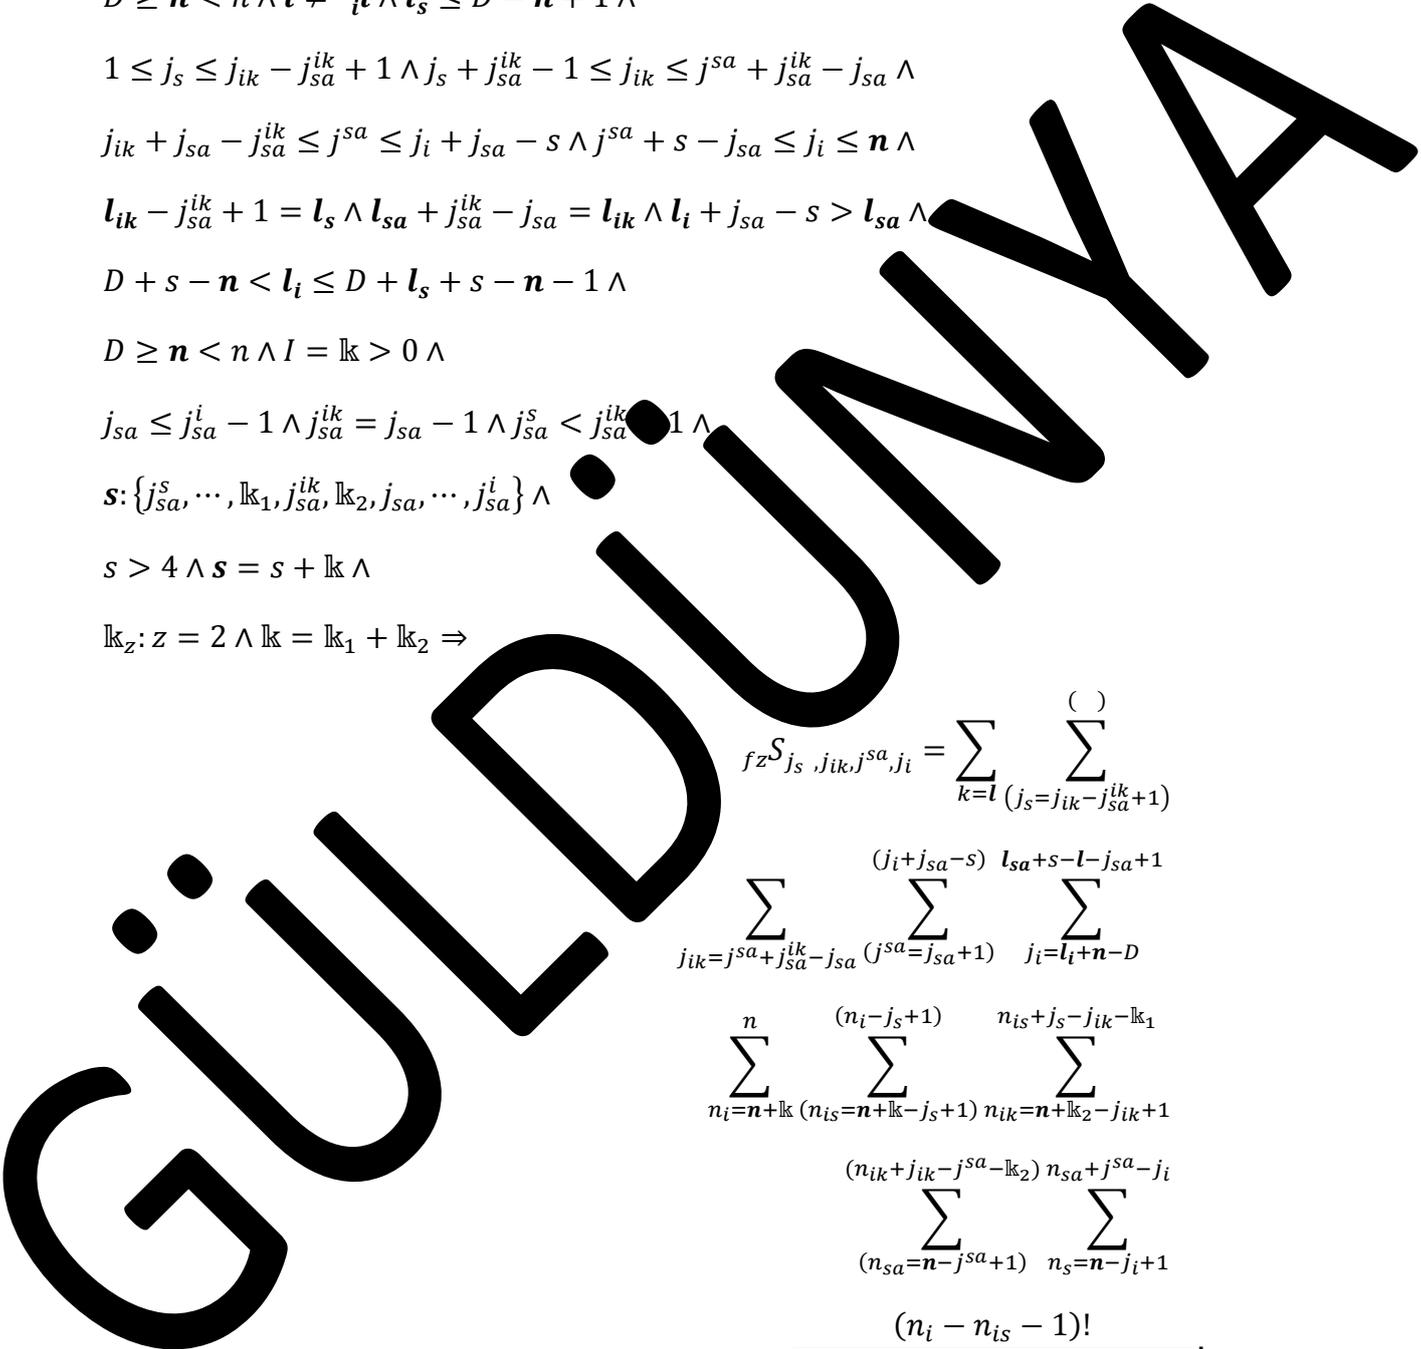 1 ≤ j_s ≤ j_{ik} − j_{sa}^{ik} + 1 ∧ j_s + j_{sa}^{ik} − 1 ≤ j_{ik} ≤ j^{sa} + j_{sa}^{ik} − j_{sa} ∧
j_{ik} + j_{sa} − j_{sa}^{ik} ≤ j^{sa} ≤ j_i + j_{sa} − s ∧ j^{sa} + s − j_{sa} ≤ j_i ≤ n ∧
l_{ik} − j_{sa}^{ik} + 1 = l_s ∧ l_{sa} + j_{sa}^{ik} − j_{sa} = l_{ik} ∧ l_i + j_{sa} − s > l_{sa} ∧
D + s − n < l_i ≤ D + l_s + s − n − 1 ∧
D ≥ n < n ∧ I = 𝕜 > 0 ∧
j_{sa} ≤ j_{sa}^i − 1 ∧ j_{sa}^{ik} = j_{sa} − 1 ∧ j_{sa}^s < j_{sa}^{ik} 1 ∧
s: {j_{sa}^s, ⋯, 𝕜_1, j_{sa}^{ik}, 𝕜_2, j_{sa}, ⋯, j_{sa}^i} ∧
s > 4 ∧ s = s + 𝕜 ∧
𝕜_z: z = 2 ∧ 𝕜 = 𝕜_1 + 𝕜_2 ⇒
_{fz}S_{j_s ,j_{ik},j^{sa},j_i} = ∑_{k=l} ∑_{(j_s=j_{ik}−j_{sa}^{ik}+1)}^{( )}
∑_{j_{ik}=j^{sa}+j_{sa}^{ik}−j_{sa}} ∑_{(j^{sa}=j_{sa}+1)}^{(j_i+j_{sa}−s)} ∑_{j_i=l_i+n−D}^{l_{sa}+s−l−j_{sa}+1}
∑_{n_i=n+𝕜}^{n} ∑_{(n_{is}=n+𝕜−j_s+1)}^{(n_i−j_s+1)} ∑_{n_{ik}=n+𝕜_2−j_{ik}+1}^{n_{is}+j_s−j_{ik}−𝕜_1}
∑_{(n_{sa}=n−j^{sa}+1)}^{(n_{ik}+j_{ik}−j^{sa}−𝕜_2)} ∑_{n_s=n−j_i+1}^{n_{sa}+j^{sa}−j_i}
(n_i − n_{is} − 1)!
GÜLDÜNYA